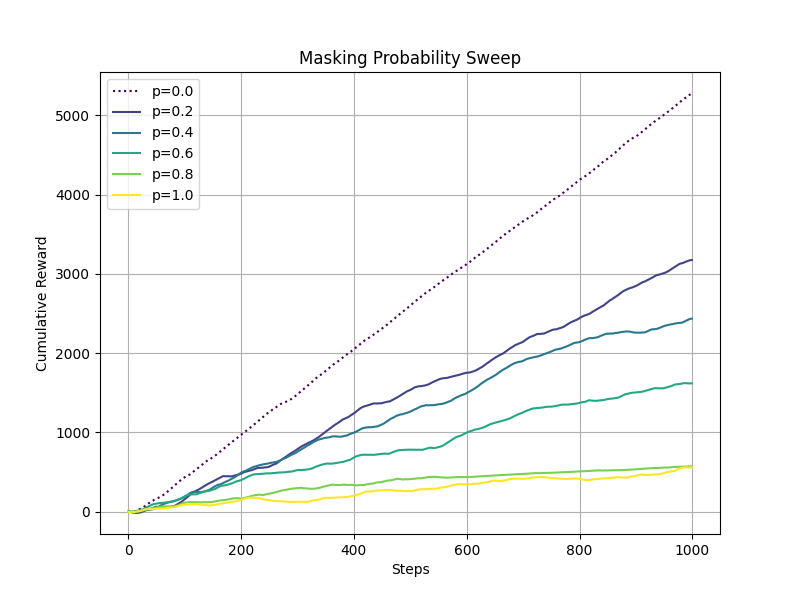 Masking Probability Sweep
p=0.0
p=0.2
p=0.4
p=0.6
p=0.8
p=1.0
Cumulative Reward
5000
4000
3000
2000
1000
0
0 200 400 600 800 1000
Steps